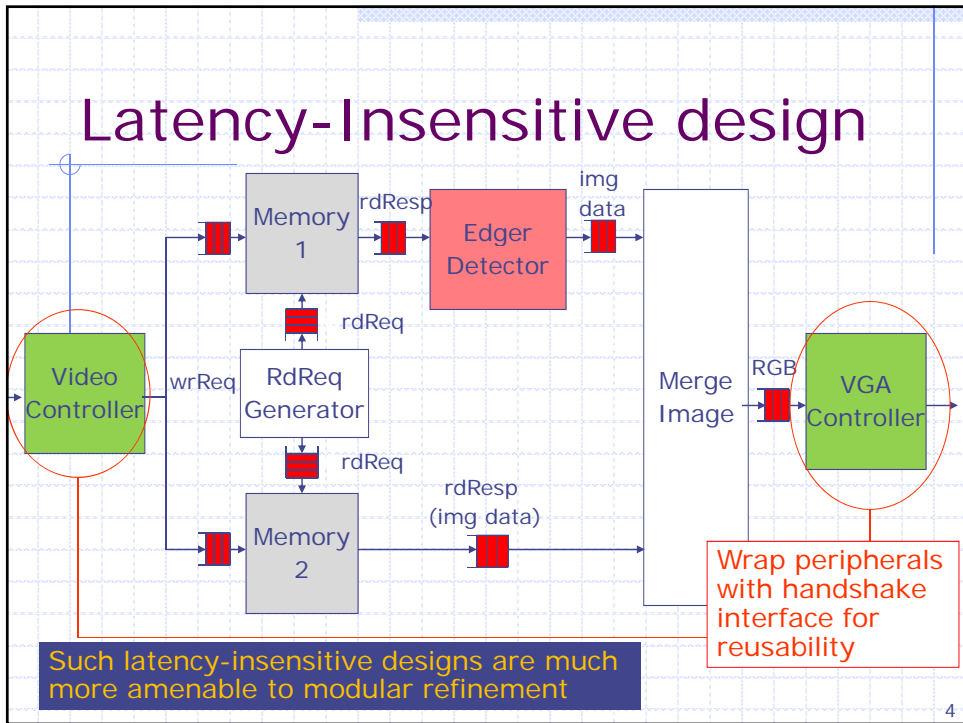 Latency-Insensitive design
img
data
rdResp
Memory
1
Edger
Detector
rdReq
Video
Controller
wrReq
RdReq
Generator
Merge
Image
RGB
VGA
Controller
rdReq
rdResp
(img data)
Memory
2
Wrap peripherals
with handshake
interface for
reusability
Such latency-insensitive designs are much
more amenable to modular refinement
4